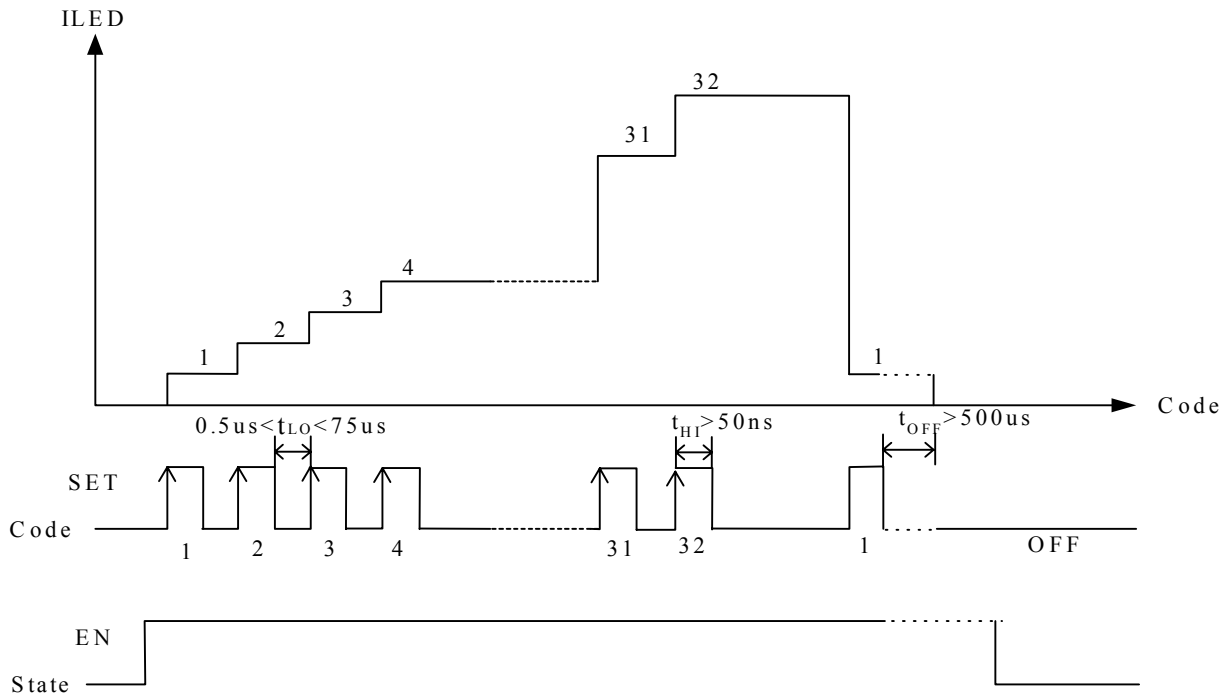 ILED
32
31
4
3
2
1
1
Code
0.5us<tLO<75us
tHI>50ns
tOFF>500us
SET
Code
1 2 3 4 31 32 1 OFF
EN
State